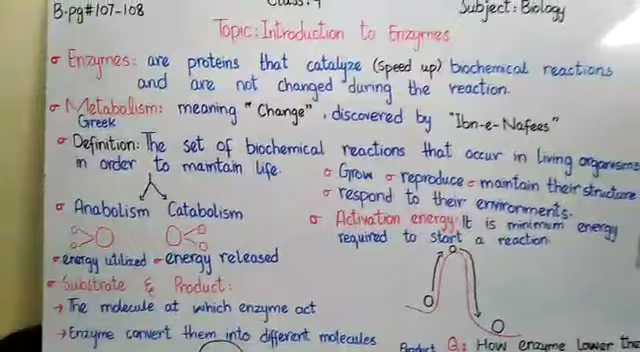 B.pg#107-108
Subject: Biology
Topic: Introduction to Enzymes
Enzymes: are proteins that catalyze (speed up) biochemical reactions
and are not changed during the reaction.
Metabolism: meaning "Change", discovered by "Ibn-e-Nafees"
Greek
Definition: The set of biochemical reactions that occur in living organisms
in order to maintain life.
Grow reproduce maintain their structure
respond to their environments.
Anabolism Catabolism
energy utilized energy released
Activation energy: It is minimum energy
required to start a reaction.
Substrate & Product:
→ The molecule at which enzyme act
→ Enzyme convert them into different molecules
Product Q: How enzyme lower the